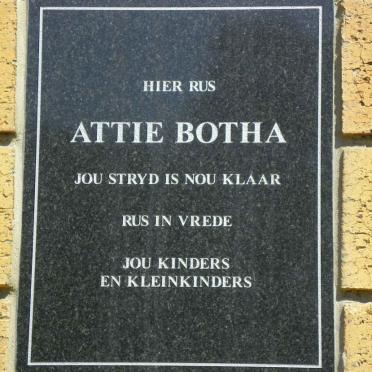 HIER RUS
ATTIE BOTHA
JOU STRYD IS NOU KLAAR
RUS IN VREDE
JOU KINDERS
EN KLEINKINDERS